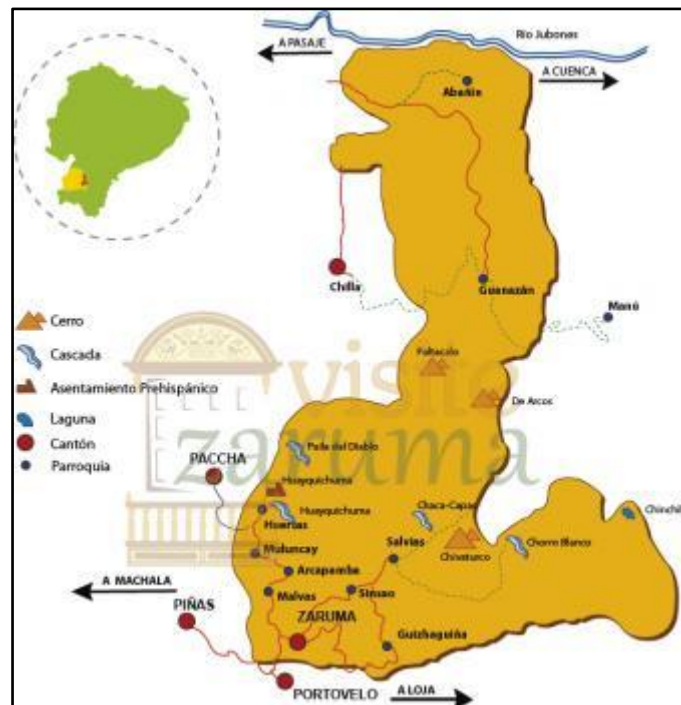 Río Jubones
A PASAJE
A CUENCA
Abañin
Chilla
Guanazán
Manú
Cerro
Cascada
Asentamiento Prehispánico
Laguna
Cantón
Parroquia
visite
zaruma
Paltacalo
De Arcos
Palle del Diablo
PACCHA
Huayquichuma
Huayquichuma
Huertas
Chaca-Capac
Chinchil
Chivaturco
Chorro Blanco
Salvias
Muluncay
Arcapamba
A MACHALA
Malvas
Sinsao
PIÑAS
ZARUMA
Guizhaguiña
PORTOVELO
A LOJA